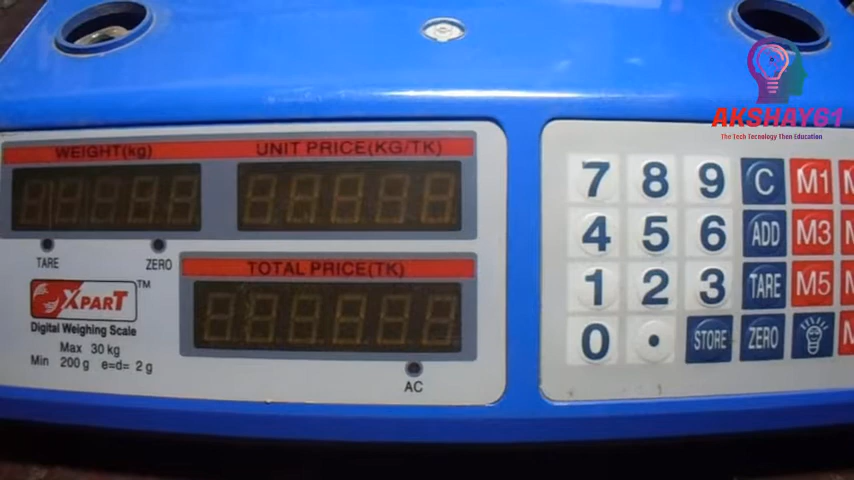 AKSHAY61
The Tech Tecnology Then Education
WEIGHT(kg)
UNIT PRICE(KG/TK)
TARE
ZERO
TOTAL PRICE(TK)
XPART TM
Digital Weighing Scale
Max 30 kg
Min 200 g e=d= 2 g
AC
7 8 9 C M1
4 5 6 ADD M3
1 2 3 TARE M5
0 . STORE ZERO